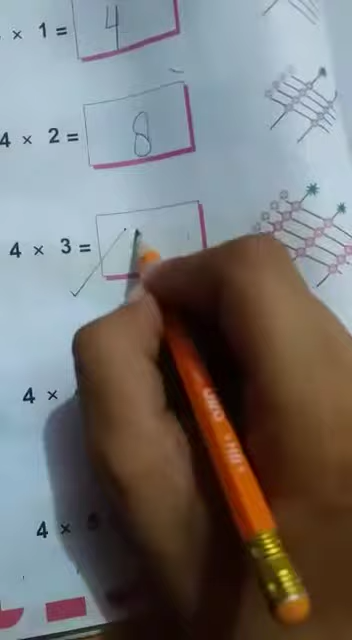 × 1 = 4
4 × 2 = 8
4 × 3 =
4 ×
4 ×